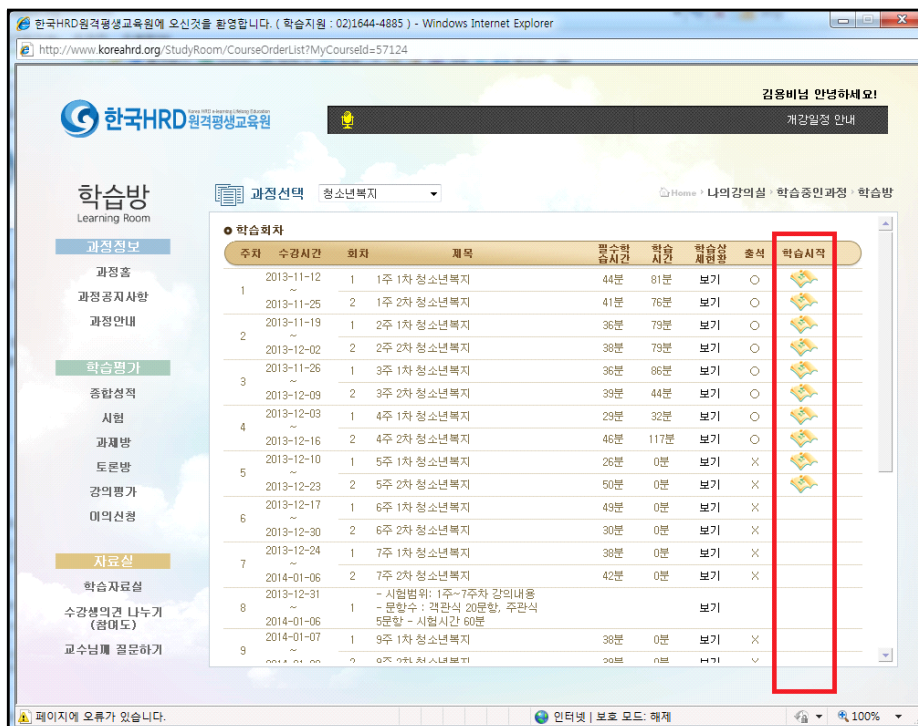 한국HRD원격평생교육원에 오신것을 환영합니다. ( 학습지원 : 02)1644-4885 ) - Windows Internet Explorer
http://www.koreahrd.org/StudyRoom/CourseOrderList?MyCourseId=57124
김용비님 안녕하세요!
한국HRD원격평생교육원
개강일정 안내
학습방
Learning Room
과정선택 청소년복지
Home 나의강의실 학습중인과정 학습방
과정정보
과정홈
과정공지사항
과정안내
학습평가
종합성적
시험
과제방
토론방
강의평가
이의신청
자료실
학습자료실
수강생의견 나누기
(참여도)
교수님께 질문하기
학습회차
주차 수강시간 회차 제목 필수학습시간 학습시간 학습상세현황 출석 학습시작
1 2013-11-12 ~ 2013-11-25
1 1주 1차 청소년복지 44분 81분 보기 ○
2 1주 2차 청소년복지 41분 76분 보기 ○
2 2013-11-19 ~ 2013-12-02
1 2주 1차 청소년복지 36분 79분 보기 ○
2 2주 2차 청소년복지 38분 79분 보기 ○
3 2013-11-26 ~ 2013-12-09
1 3주 1차 청소년복지 36분 86분 보기 ○
2 3주 2차 청소년복지 39분 44분 보기 ○
4 2013-12-03 ~ 2013-12-16
1 4주 1차 청소년복지 29분 32분 보기 ○
2 4주 2차 청소년복지 46분 117분 보기 ○
5 2013-12-10 ~ 2013-12-23
1 5주 1차 청소년복지 26분 0분 보기 X
2 5주 2차 청소년복지 50분 0분 보기 X
6 2013-12-17 ~ 2013-12-30
1 6주 1차 청소년복지 49분 0분 보기 X
2 6주 2차 청소년복지 30분 0분 보기 X
7 2013-12-24 ~ 2014-01-06
1 7주 1차 청소년복지 38분 0분 보기 X
2 7주 2차 청소년복지 42분 0분 보기 X
8 2013-12-31 ~ 2014-01-06
1 - 시험범위: 1주~7주차 강의내용
- 문항수 : 객관식 20문항, 주관식
5문항 - 시험시간 60분
보기
9 2014-01-07 ~
1 9주 1차 청소년복지 38분 0분 보기 X
2 9주 2차 청소년복지 0분 보기 X
페이지에 오류가 있습니다.
인터넷 | 보호 모드: 해제
100%